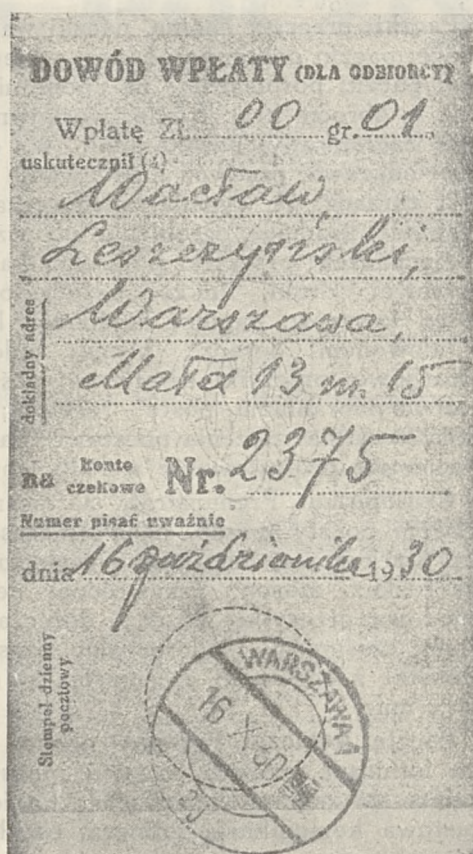 DOWÓD WPŁATY (DLA ODBIORCY)
Wpłatę Zł. 00 gr. 01
uskutecznił (a)
Wacław
Leszczyński,
Warszawa,
Mała 13 m. 15
dokładny adres
na konto czekowe Nr. 2375
Numer pisać uważnie
dnia 16 października 1930
Stempel dzienny
pocztowy
WARSZAWA 1
16 X 30